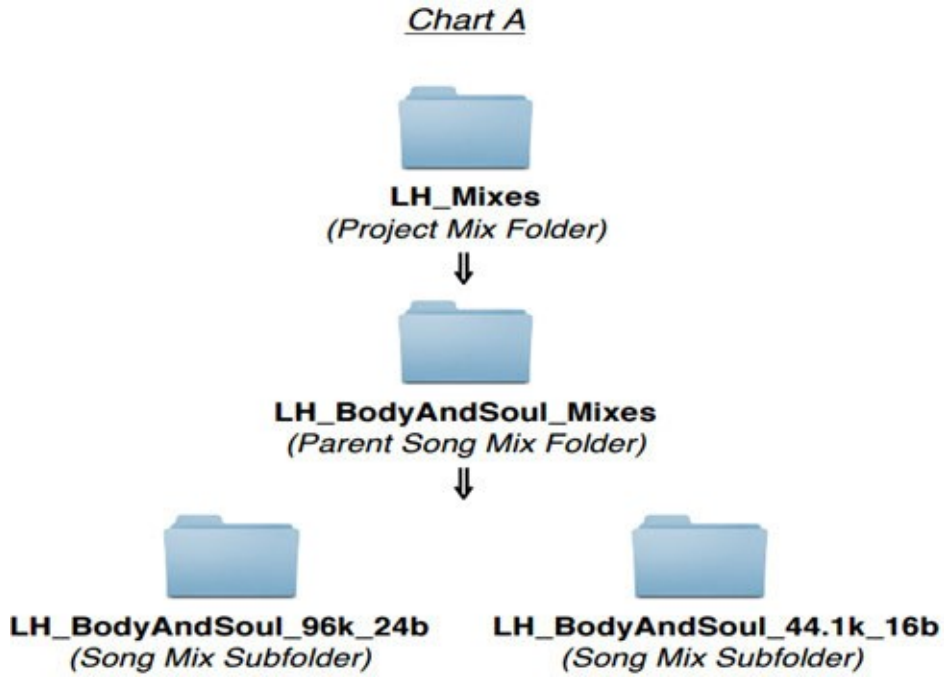 Chart A
LH_Mixes
(Project Mix Folder)
⇓
LH_BodyAndSoul_Mixes
(Parent Song Mix Folder)
⇓
LH_BodyAndSoul_96k_24b LH_BodyAndSoul_44.1k_16b
(Song Mix Subfolder) (Song Mix Subfolder)